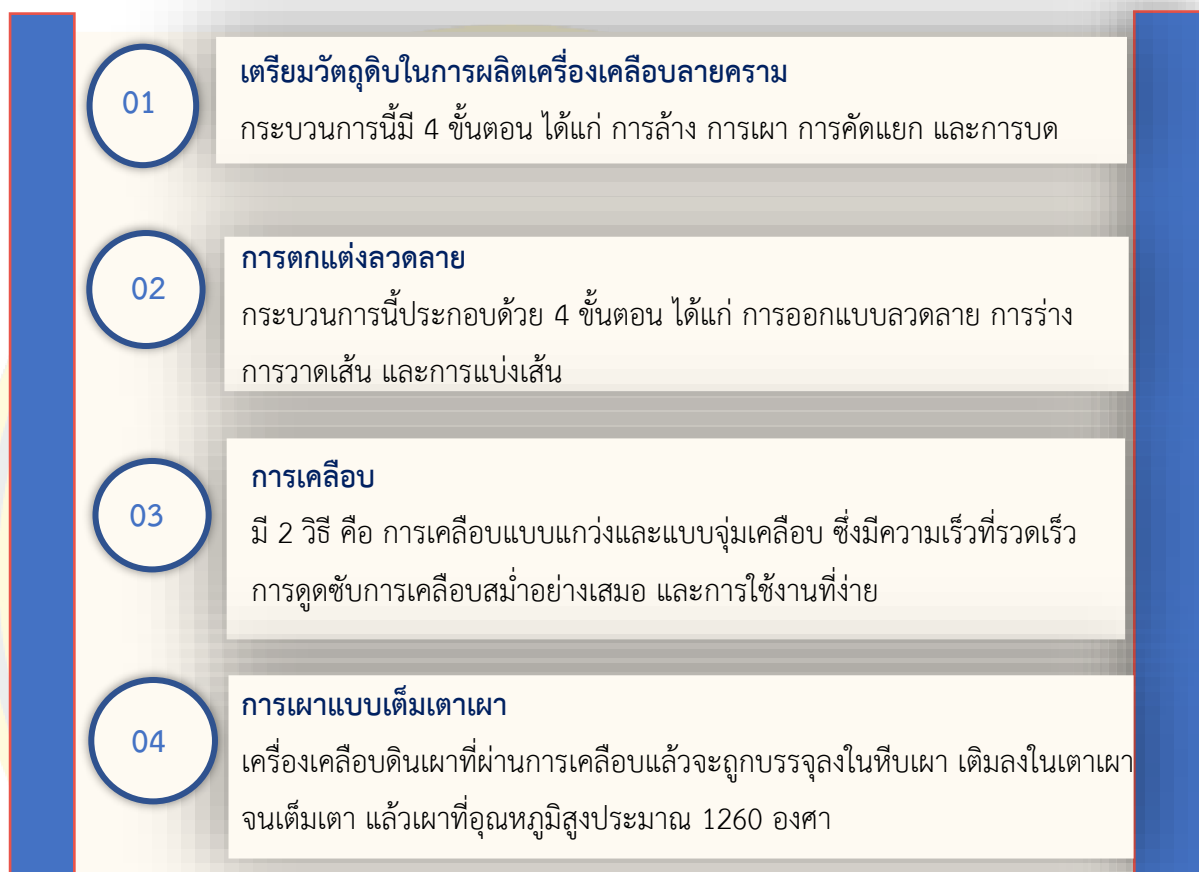 01
เตรียมวัตถุดิบในการผลิตเครื่องเคลือบลายคราม
กระบวนการนี้มี 4 ขั้นตอน ได้แก่ การล้าง การเผา การคัดแยก และการบด
02
การตกแต่งลวดลาย
กระบวนการนี้ประกอบด้วย 4 ขั้นตอน ได้แก่ การออกแบบลวดลาย การร่าง
การวาดเส้น และการแบ่งเส้น
03
การเคลือบ
มี 2 วิธี คือ การเคลือบแบบแกว่งและแบบจุ่มเคลือบ ซึ่งมีความเร็วที่รวดเร็ว
การดูดซับการเคลือบสม่ำอย่างเสมอ และการใช้งานที่ง่าย
04
การเผาแบบเต็มเตาเผา
เครื่องเคลือบดินเผาที่ผ่านการเคลือบแล้วจะถูกบรรจุลงในหีบเผา เติมลงในเตาเผา
จนเต็มเตา แล้วเผาที่อุณหภูมิสูงประมาณ 1260 องศา